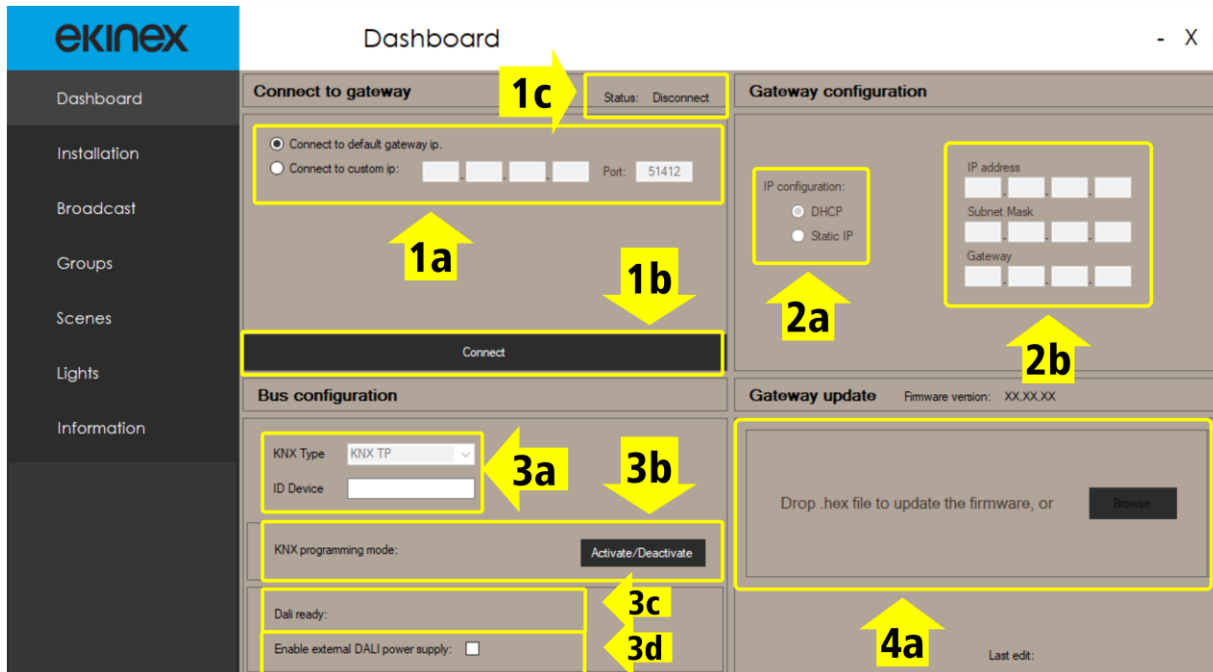 ekinex
Dashboard
- X
Dashboard
Installation
Broadcast
Groups
Scenes
Lights
Information
Connect to gateway
1c
Status: Disconnect
Connect to default gateway ip.
Connect to custom ip: . . . Port: 51412
1a
1b
Connect
Gateway configuration
IP configuration:
DHCP
Static IP
2a
IP address
. . .
Subnet Mask
. . .
Gateway
. . .
2b
Bus configuration
KNX Type KNX TP
ID Device
3a
3b
KNX programming mode: Activate/Deactivate
Dali ready:
3c
Enable external DALI power supply:
3d
Gateway update Firmware version: XX.XX.XX
Drop .hex file to update the firmware, or Browse
4a
Last edit: